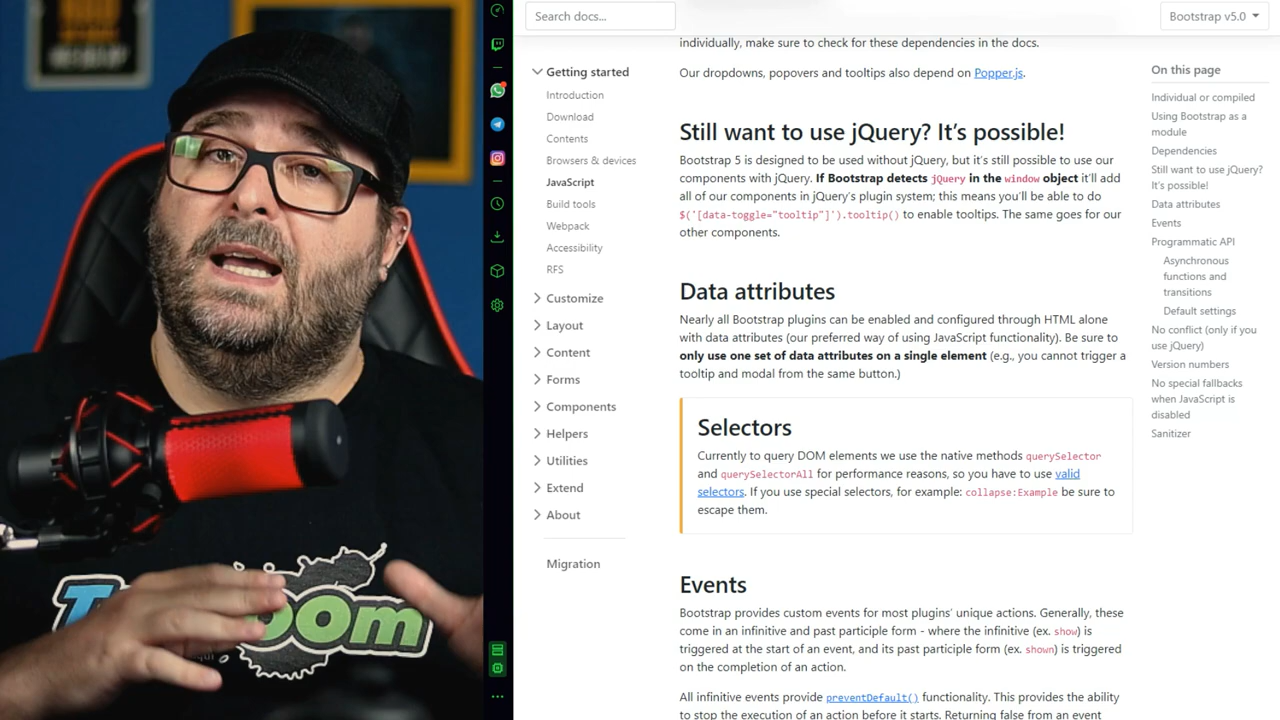 Search docs...
Bootstrap v5.0
Getting started
Introduction
Download
Contents
Browsers & devices
JavaScript
Build tools
Webpack
Accessibility
RFS
Customize
Layout
Content
Forms
Components
Helpers
Utilities
Extend
About
Migration
individually, make sure to check for these dependencies in the docs.
Our dropdowns, popovers and tooltips also depend on Popper.js.
Still want to use jQuery? It's possible!
Bootstrap 5 is designed to be used without jQuery, but it's still possible to use our
components with jQuery. If Bootstrap detects jQuery in the window object it'll add
all of our components in jQuery's plugin system; this means you'll be able to do
$('[data-toggle="tooltip"]').tooltip() to enable tooltips. The same goes for our
other components.
Data attributes
Nearly all Bootstrap plugins can be enabled and configured through HTML alone
with data attributes (our preferred way of using JavaScript functionality). Be sure to
only use one set of data attributes on a single element (e.g., you cannot trigger a
tooltip and modal from the same button.)
Selectors
Currently to query DOM elements we use the native methods querySelector
and querySelectorAll for performance reasons, so you have to use valid
selectors. If you use special selectors, for example: collapse:Example be sure to
escape them.
Events
Bootstrap provides custom events for most plugins' unique actions. Generally, these
come in an infinitive and past participle form - where the infinitive (ex. show) is
triggered at the start of an event, and its past participle form (ex. shown) is triggered
on the completion of an action.
All infinitive events provide preventDefault() functionality. This provides the ability
to stop the execution of an action before it starts. Returning false from an event
On this page
Individual or compiled
Using Bootstrap as a
module
Dependencies
Still want to use jQuery?
It's possible!
Data attributes
Events
Programmatic API
Asynchronous
functions and
transitions
Default settings
No conflict (only if you
use jQuery)
Version numbers
No special fallbacks
when JavaScript is
disabled
Sanitizer